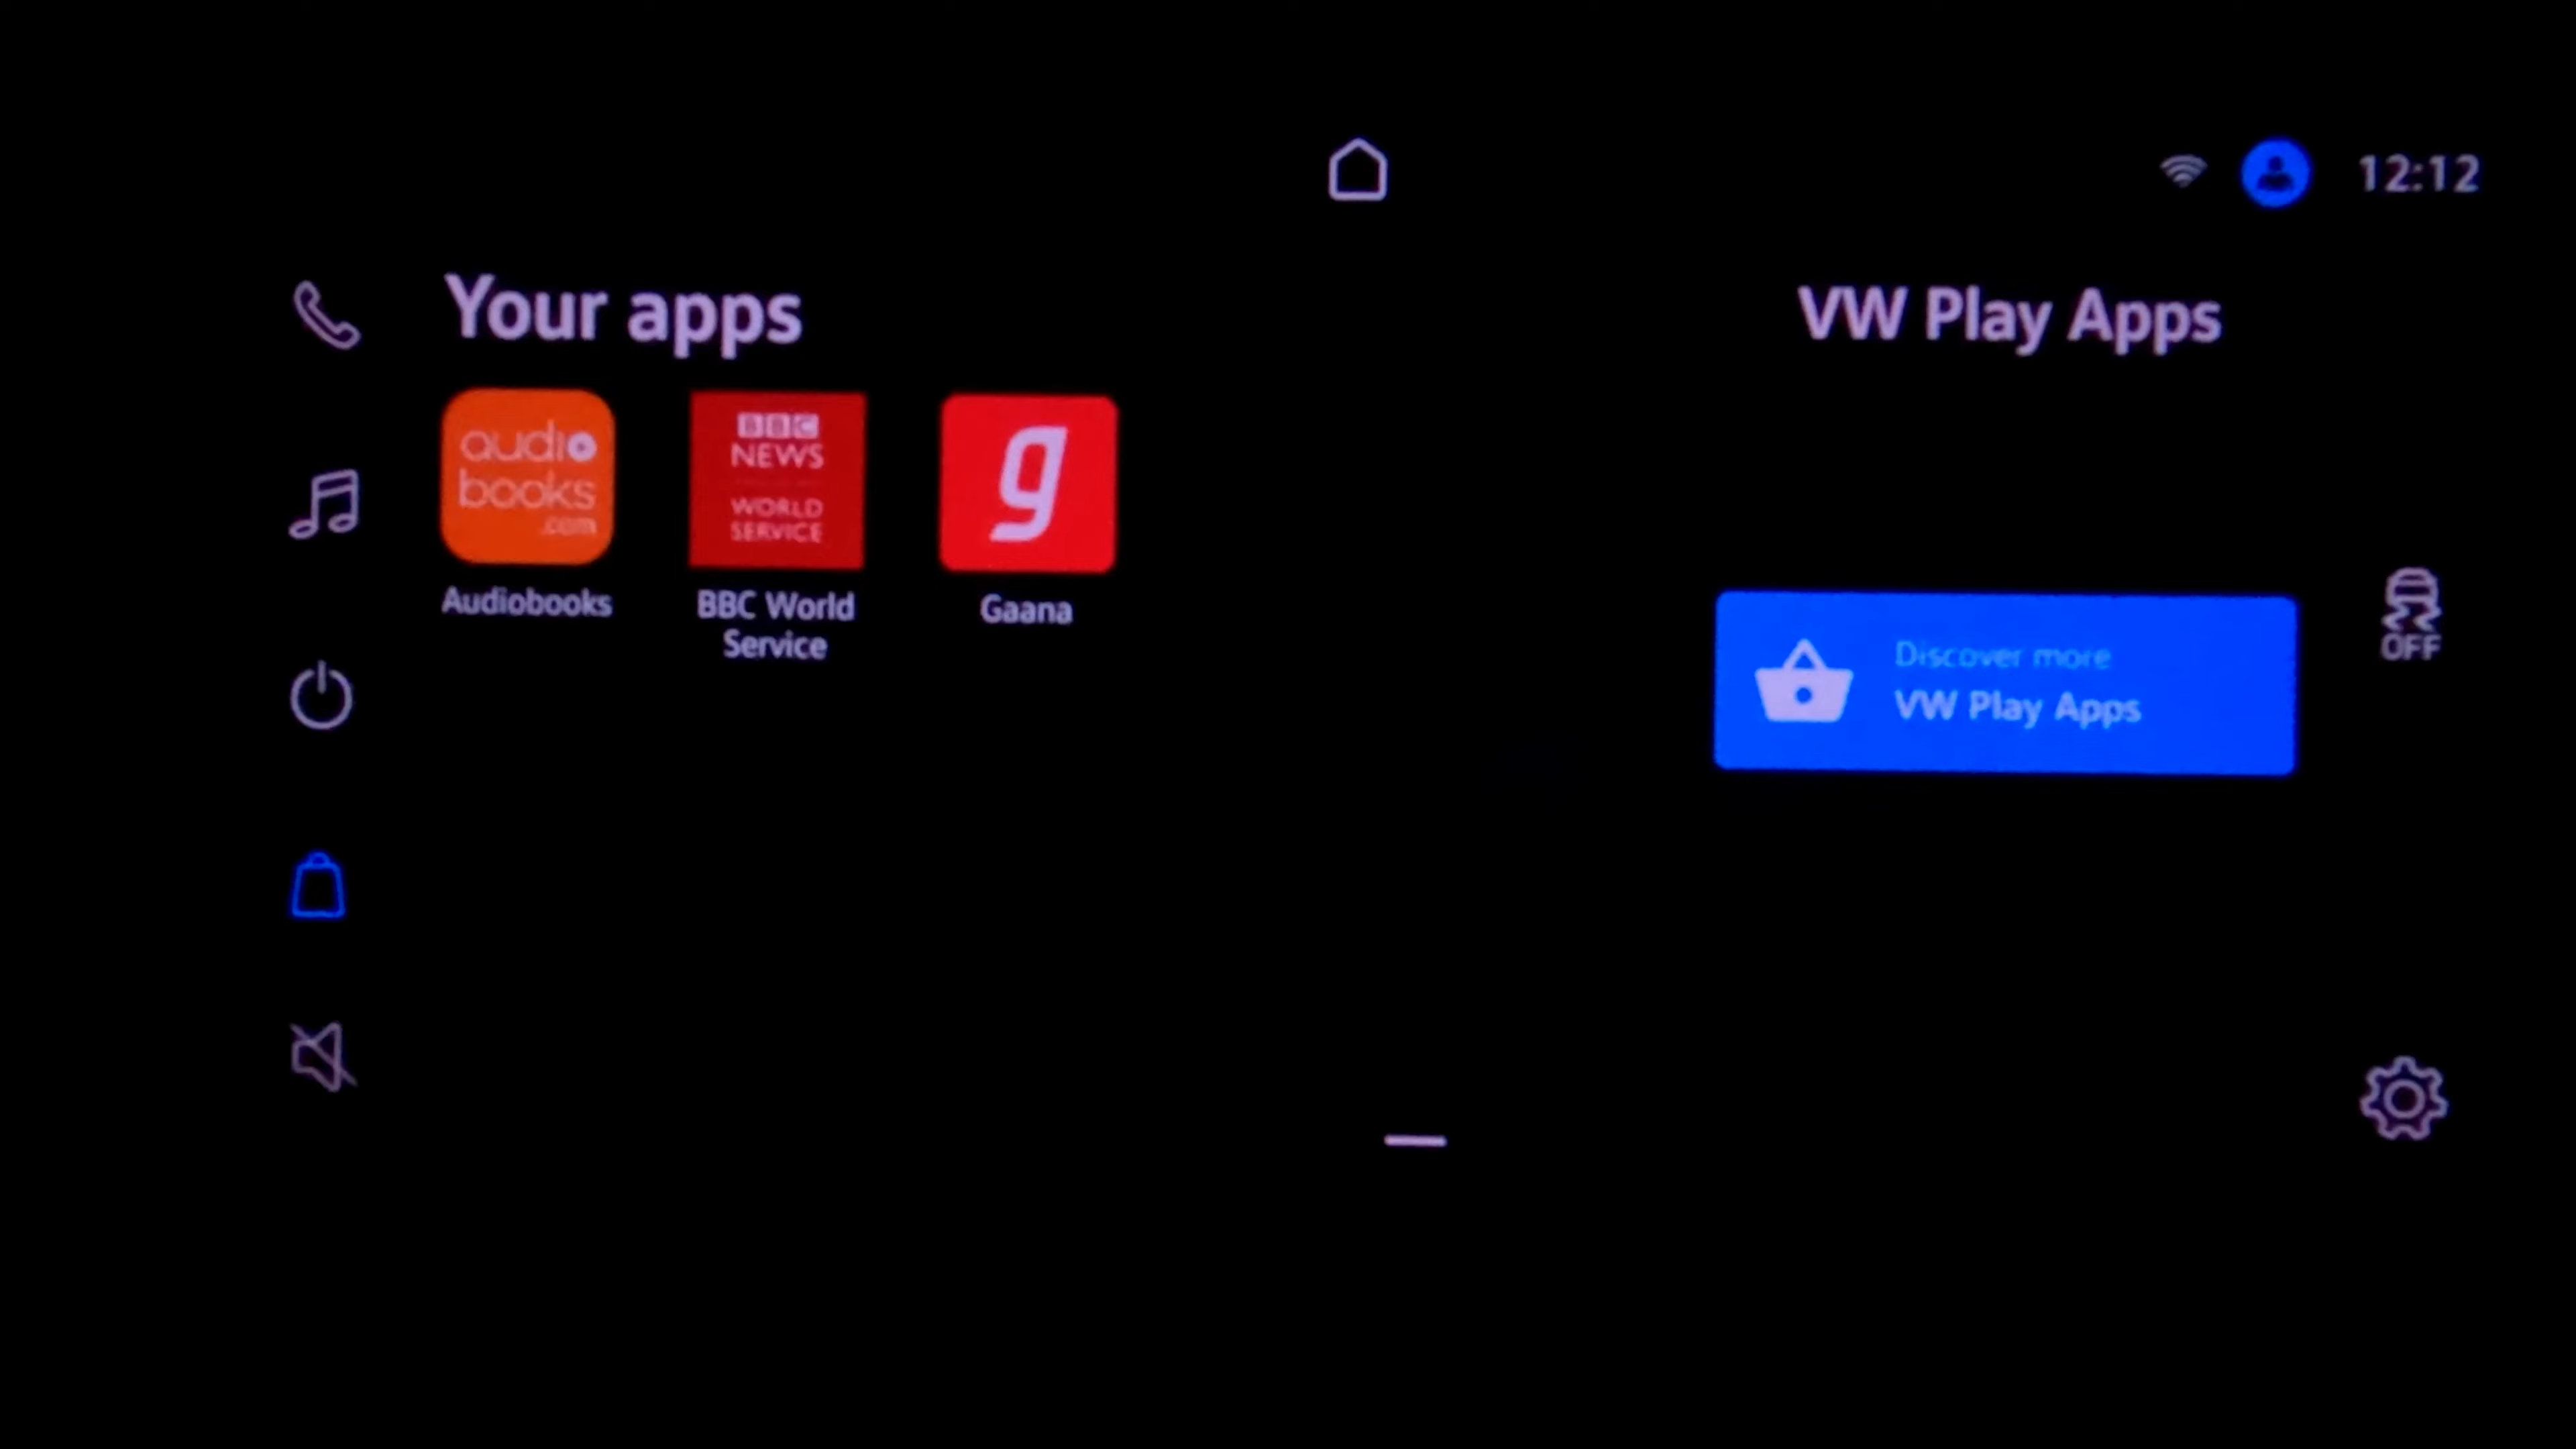 12:12
Your apps
VW Play Apps
audio
books
.com
BBC
NEWS
WORLD
SERVICE
g
Audiobooks
BBC World
Service
Gaana
Discover more
VW Play Apps
OFF